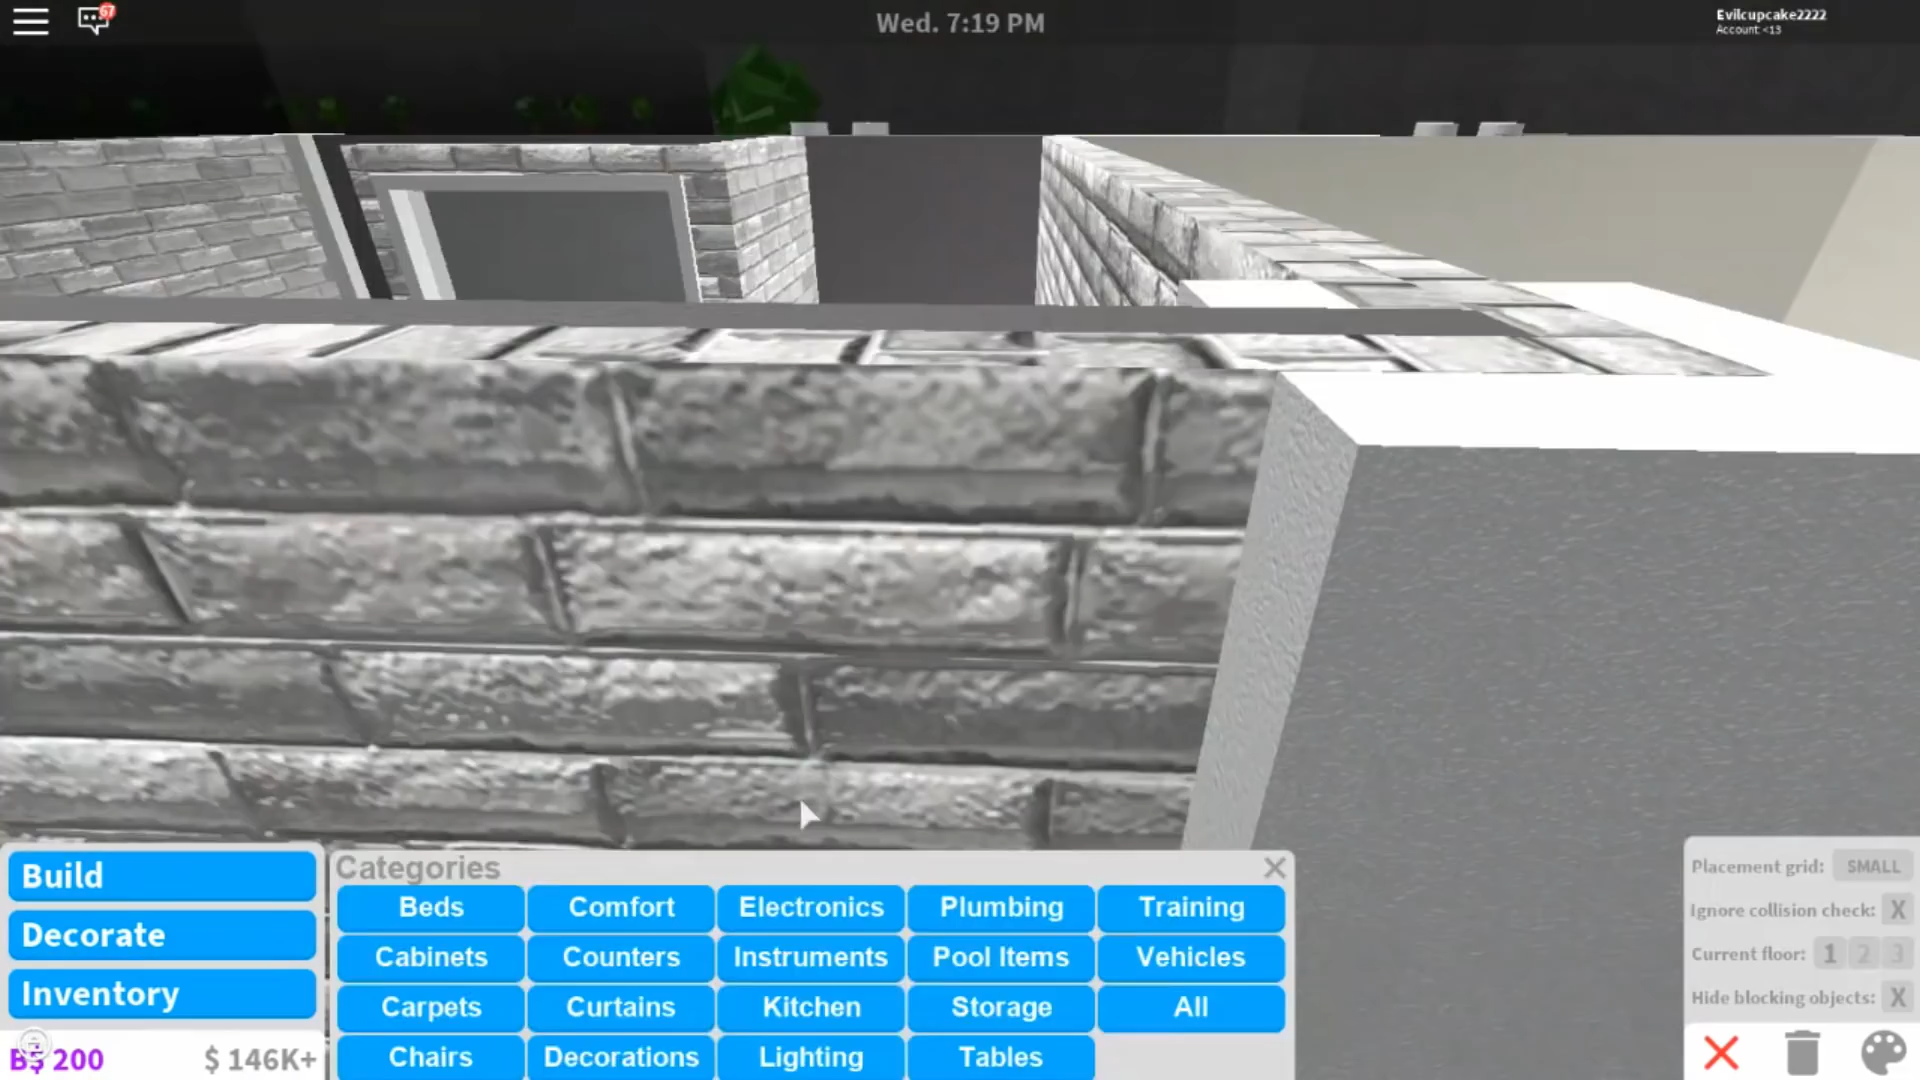 67
Wed. 7:19 PM
Evilcupcake2222
Account: <13
Build
Decorate
Inventory
B$ 200
$ 146K+
Categories
Beds Comfort Electronics Plumbing Training
Cabinets Counters Instruments Pool Items Vehicles
Carpets Curtains Kitchen Storage All
Chairs Decorations Lighting Tables
Placement grid: SMALL
Ignore collision check: X
Current floor: 1 2 3
Hide blocking objects: X